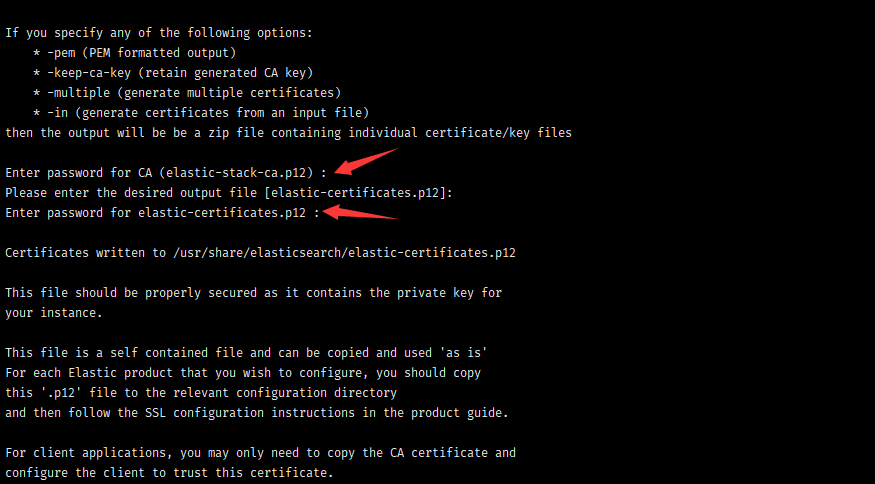 If you specify any of the following options:
* -pem (PEM formatted output)
* -keep-ca-key (retain generated CA key)
* -multiple (generate multiple certificates)
* -in (generate certificates from an input file)
then the output will be be a zip file containing individual certificate/key files
Enter password for CA (elastic-stack-ca.p12) :
Please enter the desired output file [elastic-certificates.p12]:
Enter password for elastic-certificates.p12 :
Certificates written to /usr/share/elasticsearch/elastic-certificates.p12
This file should be properly secured as it contains the private key for
your instance.
This file is a self contained file and can be copied and used 'as is'
For each Elastic product that you wish to configure, you should copy
this '.p12' file to the relevant configuration directory
and then follow the SSL configuration instructions in the product guide.
For client applications, you may only need to copy the CA certificate and
configure the client to trust this certificate.